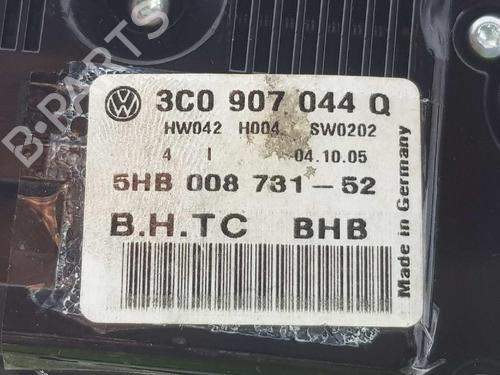 B-PARTS
3C0 907 044 Q
HW042 H004 SW0202
4 I 04.10.05
5HB 008 731-52
B.H.TC BHB
Made in Germany